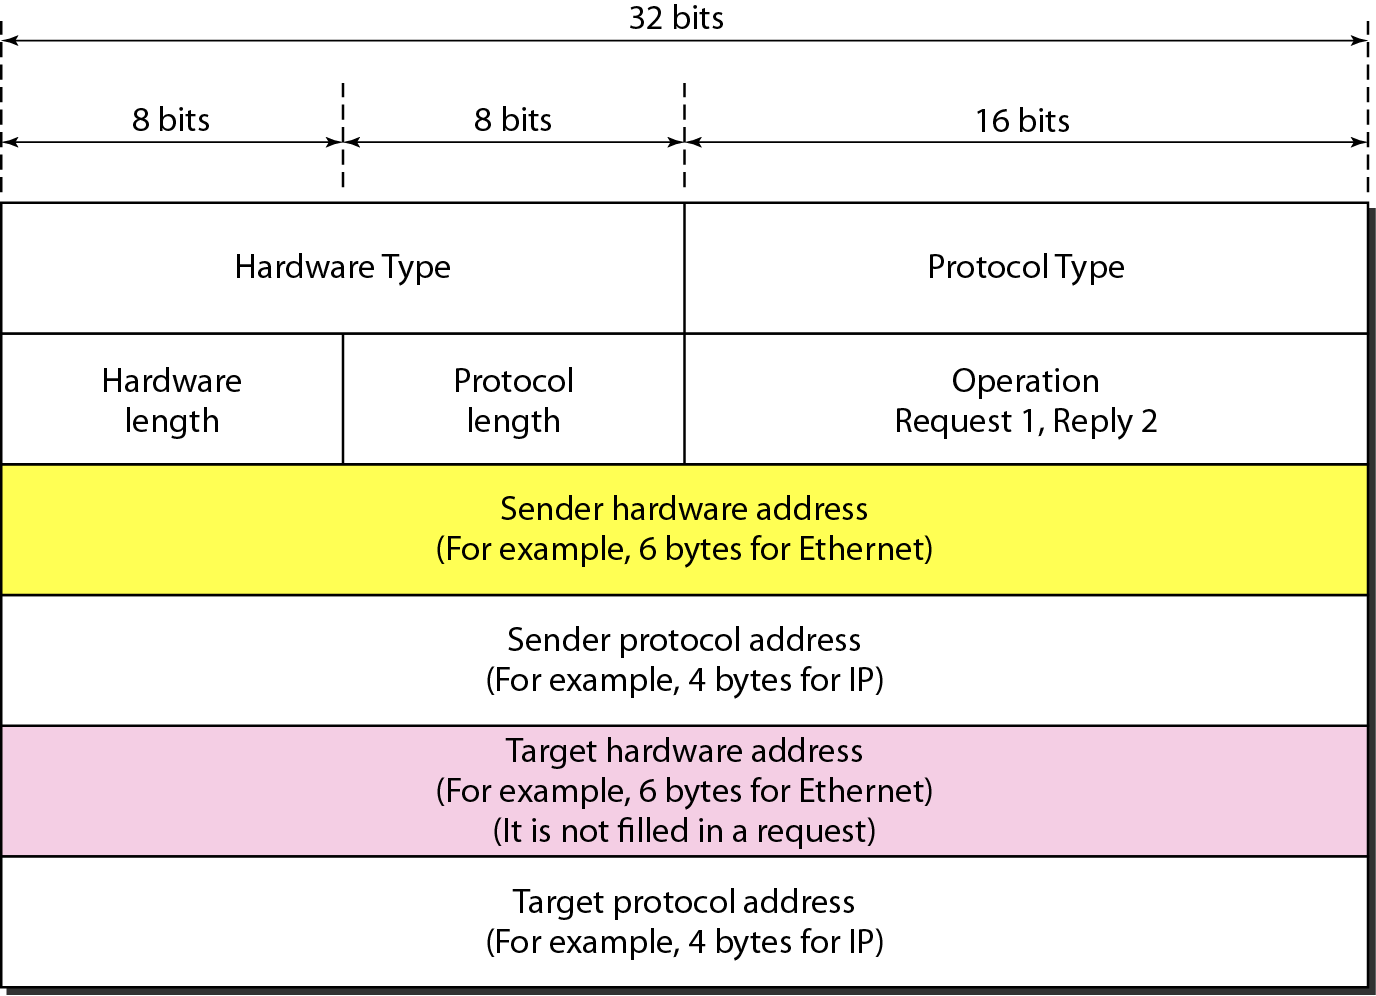 32 bits
8 bits
8 bits
16 bits
Hardware Type
Protocol Type
Hardware
length
Protocol
length
Operation
Request 1, Reply 2
Sender hardware address
(For example, 6 bytes for Ethernet)
Sender protocol address
(For example, 4 bytes for IP)
Target hardware address
(For example, 6 bytes for Ethernet)
(It is not filled in a request)
Target protocol address
(For example, 4 bytes for IP)